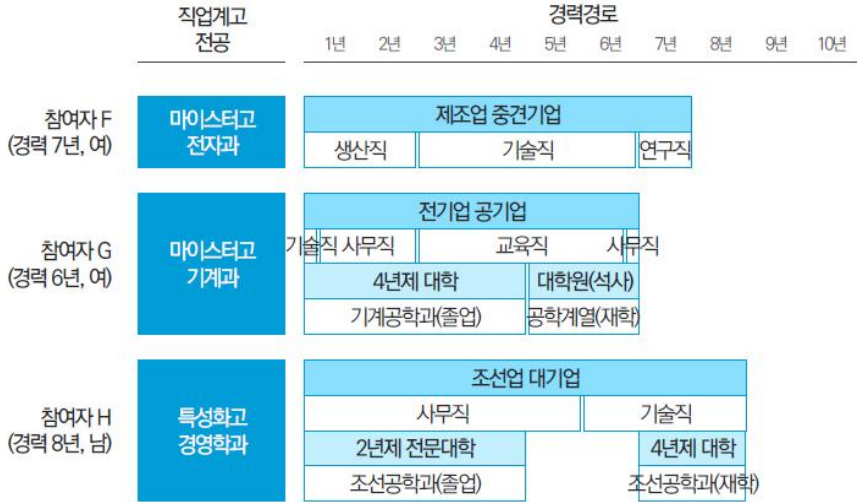 직업계고
전공
경력경로
1년 2년 3년 4년 5년 6년 7년 8년 9년 10년
참여자 F
(경력 7년, 여)
마이스터고
전자과
제조업 중견기업
생산직 기술직 연구직
참여자 G
(경력 6년, 여)
마이스터고
기계과
전기업 공기업
기술직 사무직 교육직 사무직
4년제 대학 대학원(석사)
기계공학과(졸업) 공학계열(재학)
참여자 H
(경력 8년, 남)
특성화고
경영학과
조선업 대기업
사무직 기술직
2년제 전문대학 4년제 대학
조선공학과(졸업) 조선공학과(재학)